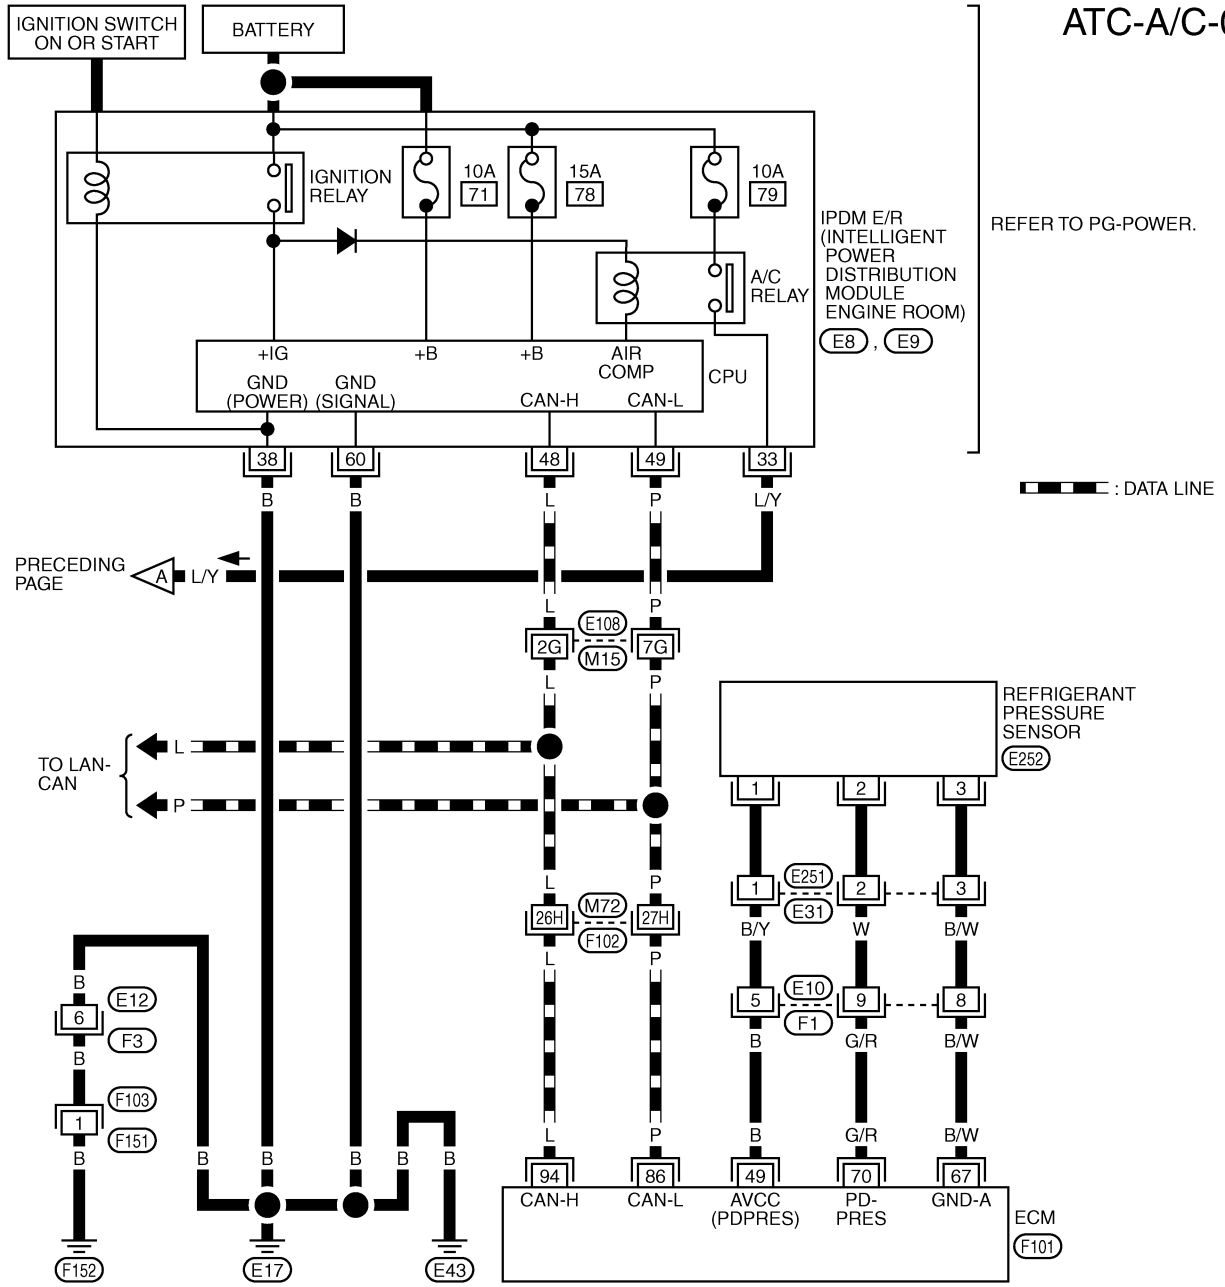 ATC-A/C-
IGNITION SWITCH
ON OR START
BATTERY
IGNITION
RELAY
10A
71
15A
78
10A
79
A/C
RELAY
IPDM E/R
(INTELLIGENT
POWER
DISTRIBUTION
MODULE
ENGINE ROOM)
E8 , E9
REFER TO PG-POWER.
+IG
+B
+B
AIR
COMP
GND
(POWER)
GND
(SIGNAL)
CAN-H
CAN-L
CPU
38
60
48
49
33
B
B
L
P
L/Y
: DATA LINE
PRECEDING
PAGE
A
L/Y
L
P
2G
E108
M15
7G
L
P
TO LAN-
CAN
L
P
REFRIGERANT
PRESSURE
SENSOR
E252
1
2
3
L
P
26H
M72
F102
27H
L
P
1
E251
E31
2
3
B/Y
W
B/W
5
E10
F1
9
8
B
G/R
B/W
B
6
E12
F3
B
1
F103
F151
B
B
B
B
B
B
L
P
B
G/R
B/W
94
86
49
70
67
CAN-H
CAN-L
AVCC
(PDPRES)
PD-
PRES
GND-A
ECM
F101
F152
E17
E43